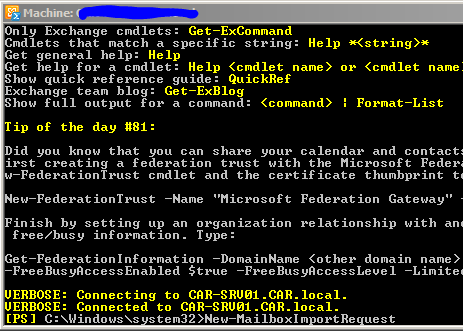 Machine:
Only Exchange cmdlets: Get-ExCommand
Cmdlets that match a specific string: Help *<string>*
Get general help: Help
Get help for a cmdlet: Help <cmdlet name> or <cmdlet name
Show quick reference guide: QuickRef
Exchange team blog: Get-ExBlog
Show full output for a command: <command> | Format-List
Tip of the day #81:
Did you know that you can share your calendar and contacts
irst creating a federation trust with the Microsoft Federa
w-FederationTrust cmdlet and the certificate thumbprint to
New-FederationTrust -Name "Microsoft Federation Gateway" -
Finish by setting up an organization relationship with ano
free/busy information. Type:
Get-FederationInformation -DomainName <other domain name>
-FreeBusyAccessEnabled $true -FreeBusyAccessLevel -Limited
VERBOSE: Connecting to CAR-SRV01.CAR.local.
VERBOSE: Connected to CAR-SRV01.CAR.local.
[PS] C:\Windows\system32>New-MailboxImportRequest